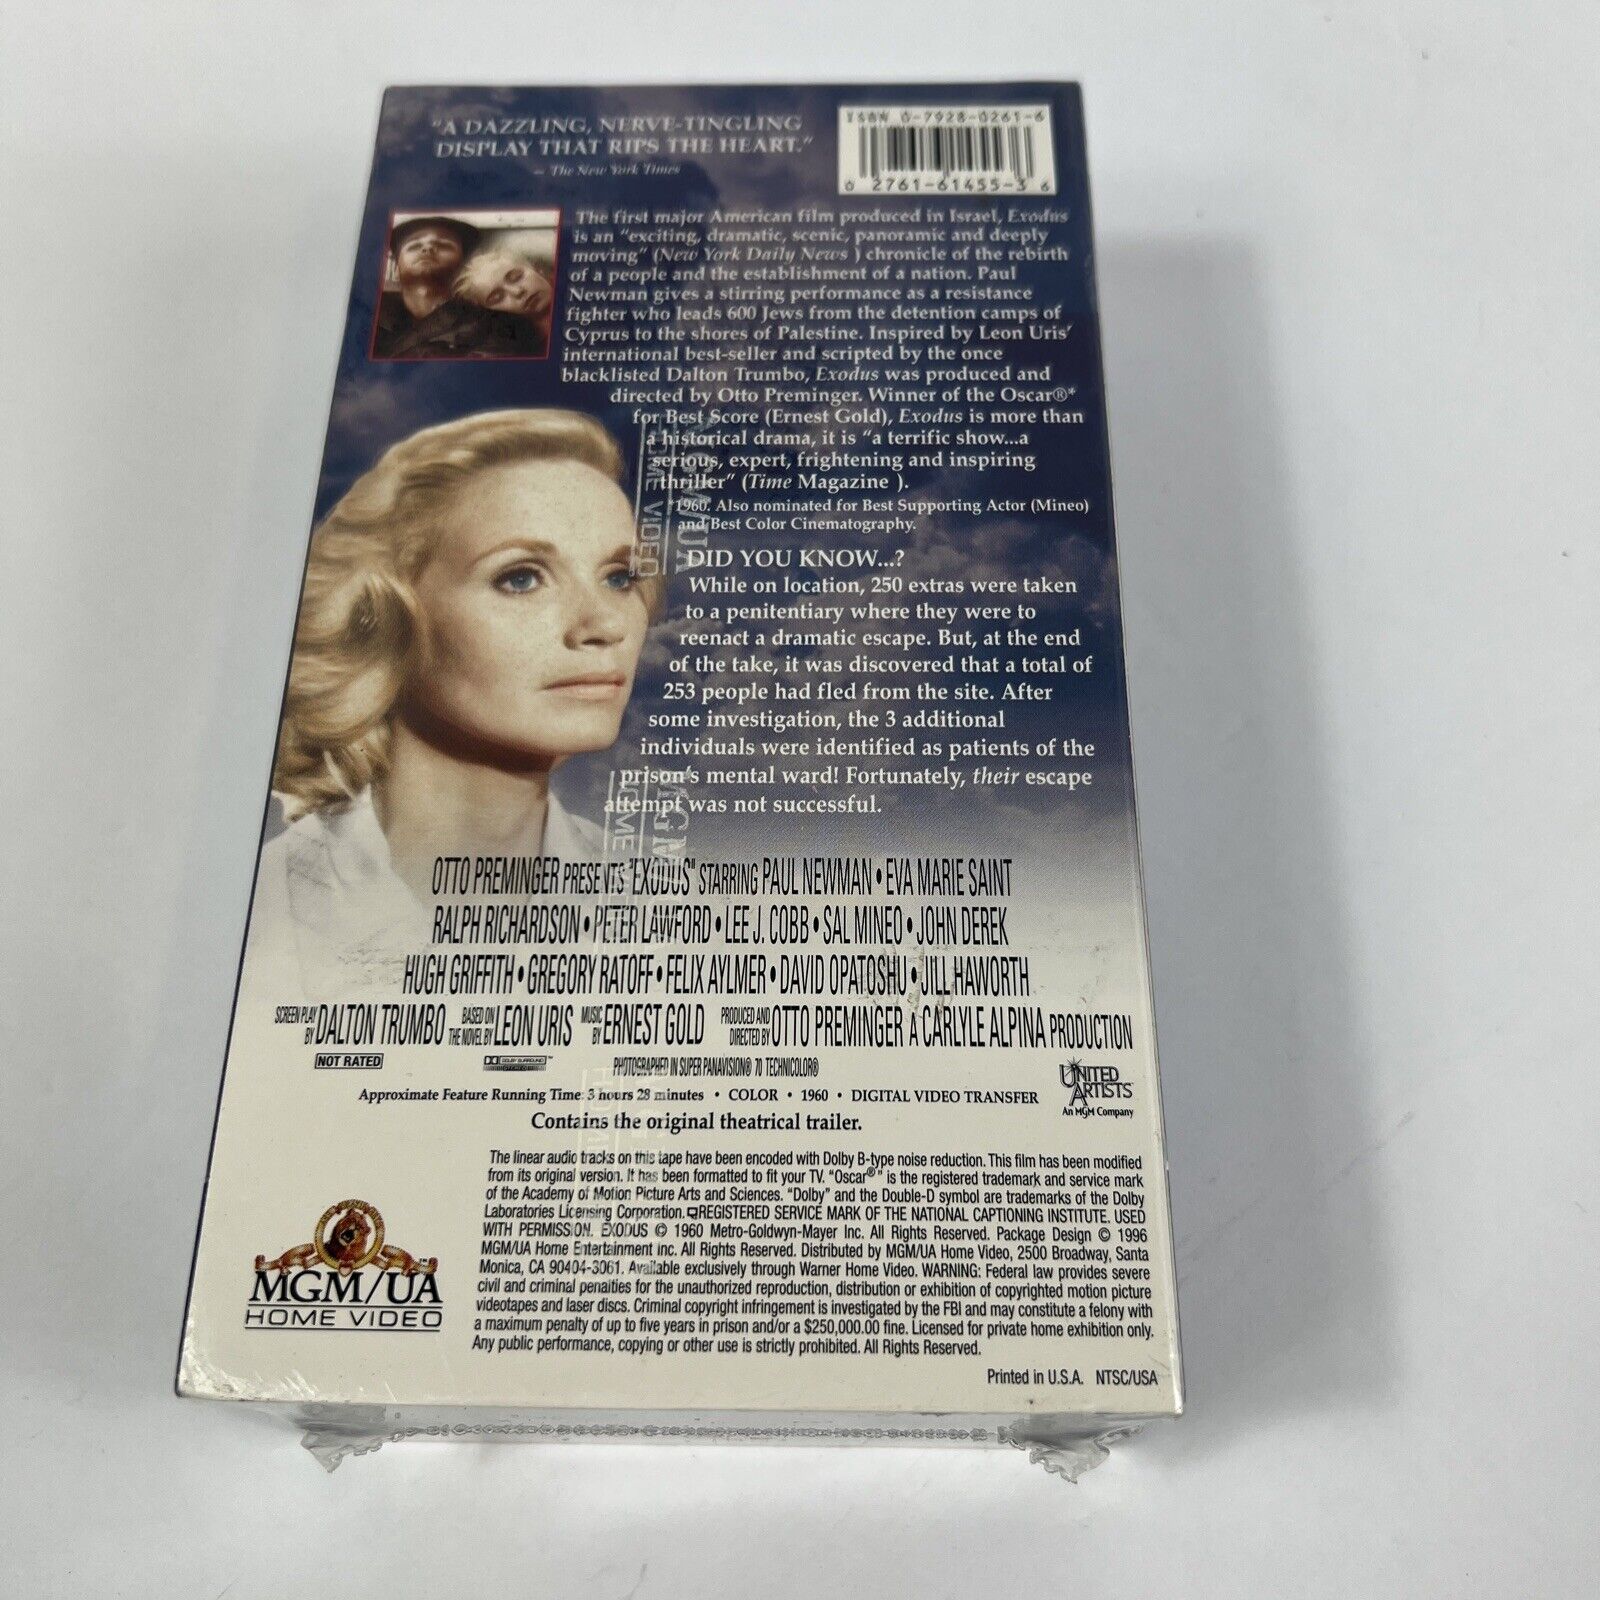 "A DAZZLING, NERVE-TINGLING
DISPLAY THAT RIPS THE HEART."
– The New York Times
ISBN 0-7928-0261-6
0 2761-61455-3 6
The first major American film produced in Israel, Exodus
is an "exciting, dramatic, scenic, panoramic and deeply
moving" (New York Daily News ) chronicle of the rebirth
of a people and the establishment of a nation. Paul
Newman gives a stirring performance as a resistance
fighter who leads 600 Jews from the detention camps of
Cyprus to the shores of Palestine. Inspired by Leon Uris'
international best-seller and scripted by the once
blacklisted Dalton Trumbo, Exodus was produced and
directed by Otto Preminger. Winner of the Oscar®*
for Best Score (Ernest Gold), Exodus is more than
a historical drama, it is "a terrific show...a
serious, expert, frightening and inspiring
thriller" (Time Magazine ).
*1960. Also nominated for Best Supporting Actor (Mineo)
and Best Color Cinematography.
DID YOU KNOW...?
While on location, 250 extras were taken
to a penitentiary where they were to
reenact a dramatic escape. But, at the end
of the take, it was discovered that a total of
253 people had fled from the site. After
some investigation, the 3 additional
individuals were identified as patients of the
prison's mental ward! Fortunately, their escape
attempt was not successful.
OTTO PREMINGER PRESENTS "EXODUS" STARRING PAUL NEWMAN • EVA MARIE SAINT
RALPH RICHARDSON • PETER LAWFORD • LEE J. COBB • SAL MINEO • JOHN DEREK
HUGH GRIFFITH • GREGORY RATOFF • FELIX AYLMER • DAVID OPATOSHU • JILL HAWORTH
SCREEN PLAY BY DALTON TRUMBO BASED ON THE NOVEL BY LEON URIS MUSIC BY ERNEST GOLD PRODUCED AND DIRECTED BY OTTO PREMINGER A CARLYLE ALPINA PRODUCTION
NOT RATED
DOLBY SURROUND™
STEREO
PHOTOGRAPHED IN SUPER PANAVISION® 70 TECHNICOLOR®
UNITED
ARTISTS
An MGM Company
Approximate Feature Running Time: 3 hours 28 minutes • COLOR • 1960 • DIGITAL VIDEO TRANSFER
Contains the original theatrical trailer.
The linear audio tracks on this tape have been encoded with Dolby B-type noise reduction. This film has been modified
from its original version. It has been formatted to fit your TV. "Oscar®" is the registered trademark and service mark
of the Academy of Motion Picture Arts and Sciences. "Dolby" and the Double-D symbol are trademarks of the Dolby
Laboratories Licensing Corporation. REGISTERED SERVICE MARK OF THE NATIONAL CAPTIONING INSTITUTE. USED
WITH PERMISSION. EXODUS © 1960 Metro-Goldwyn-Mayer Inc. All Rights Reserved. Package Design © 1996
MGM/UA Home Entertainment Inc. All Rights Reserved. Distributed by MGM/UA Home Video, 2500 Broadway, Santa
Monica, CA 90404-3061. Available exclusively through Warner Home Video. WARNING: Federal law provides severe
civil and criminal penalties for the unauthorized reproduction, distribution or exhibition of copyrighted motion picture
videotapes and laser discs. Criminal copyright infringement is investigated by the FBI and may constitute a felony with
a maximum penalty of up to five years in prison and/or a $250,000.00 fine. Licensed for private home exhibition only.
Any public performance, copying or other use is strictly prohibited. All Rights Reserved.
MGM/UA
HOME VIDEO
Printed in U.S.A. NTSC/USA
MGM/UA
HOME VIDEO